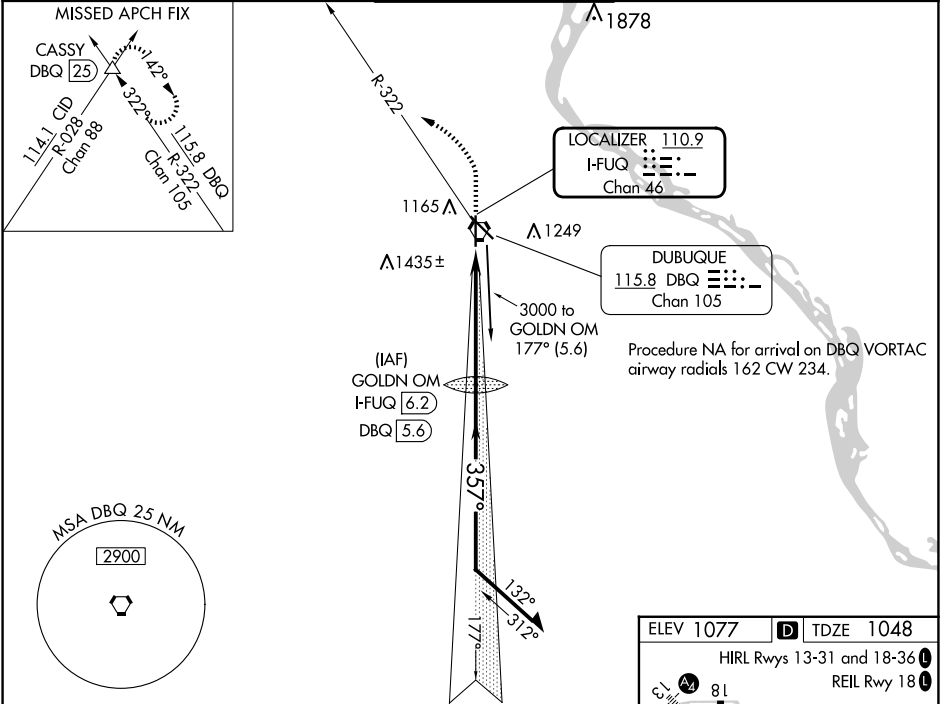 MISSED APCH FIX
CASSY
DBQ 25
142°
322°
114.1 CID
R-028
Chan 88
115.8 DBQ
R-322
Chan 105
R-322
1878
LOCALIZER 110.9
I-FUQ
Chan 46
1165
1249
1435±
DUBUQUE
115.8 DBQ
Chan 105
3000 to
GOLDN OM
177° (5.6)
Procedure NA for arrival on DBQ VORTAC
airway radials 162 CW 234.
(IAF)
GOLDN OM
I-FUQ 6.2
DBQ 5.6
357°
MSA DBQ 25 NM
2900
132°
312°
177°
ELEV 1077 D TDZE 1048
HIRL Rwys 13-31 and 18-36 L
REIL Rwy 18 L
13 A4 18